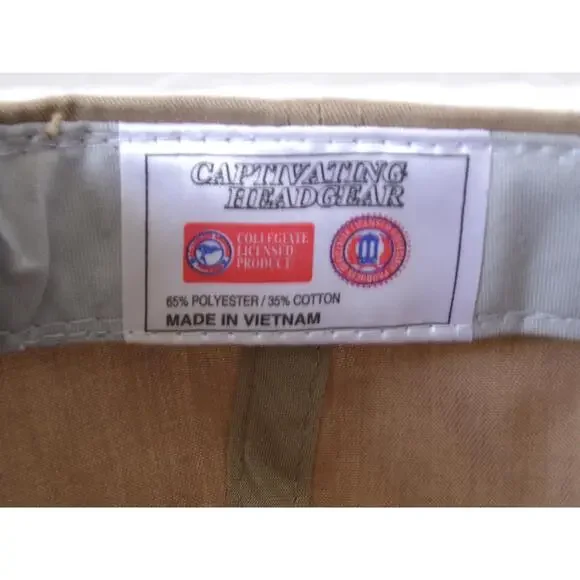 CAPTIVATING
HEADGEAR
COLLEGIATE
LICENSED
PRODUCT
65% POLYESTER / 35% COTTON
MADE IN VIETNAM